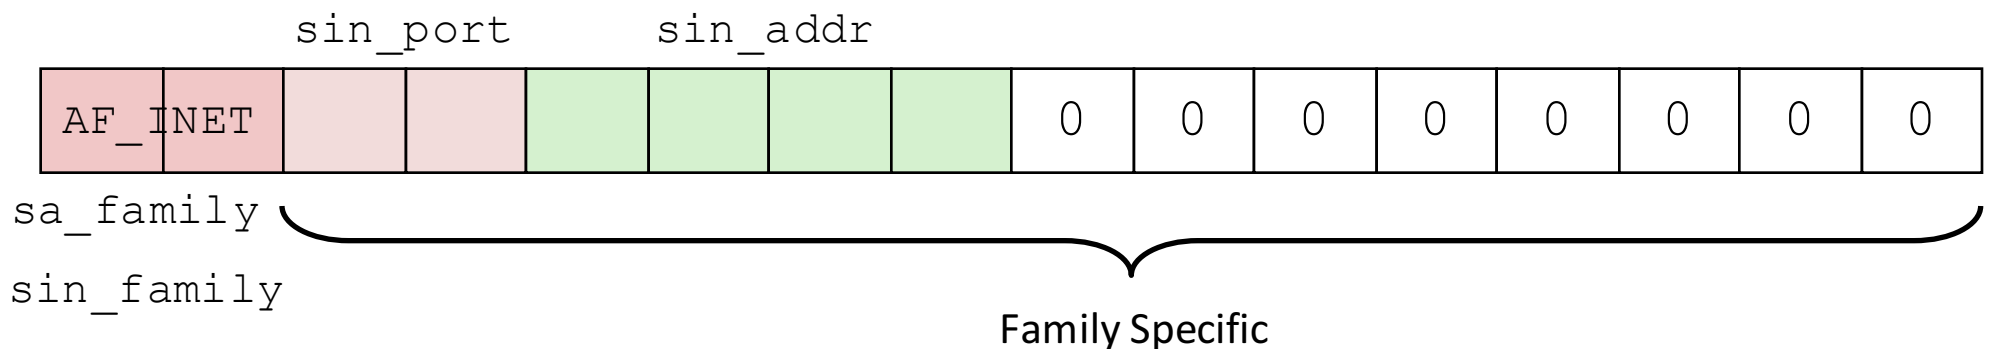 sin_port sin_addr
AF_INET 0 0 0 0 0 0 0 0
sa_family
sin_family
Family Specific